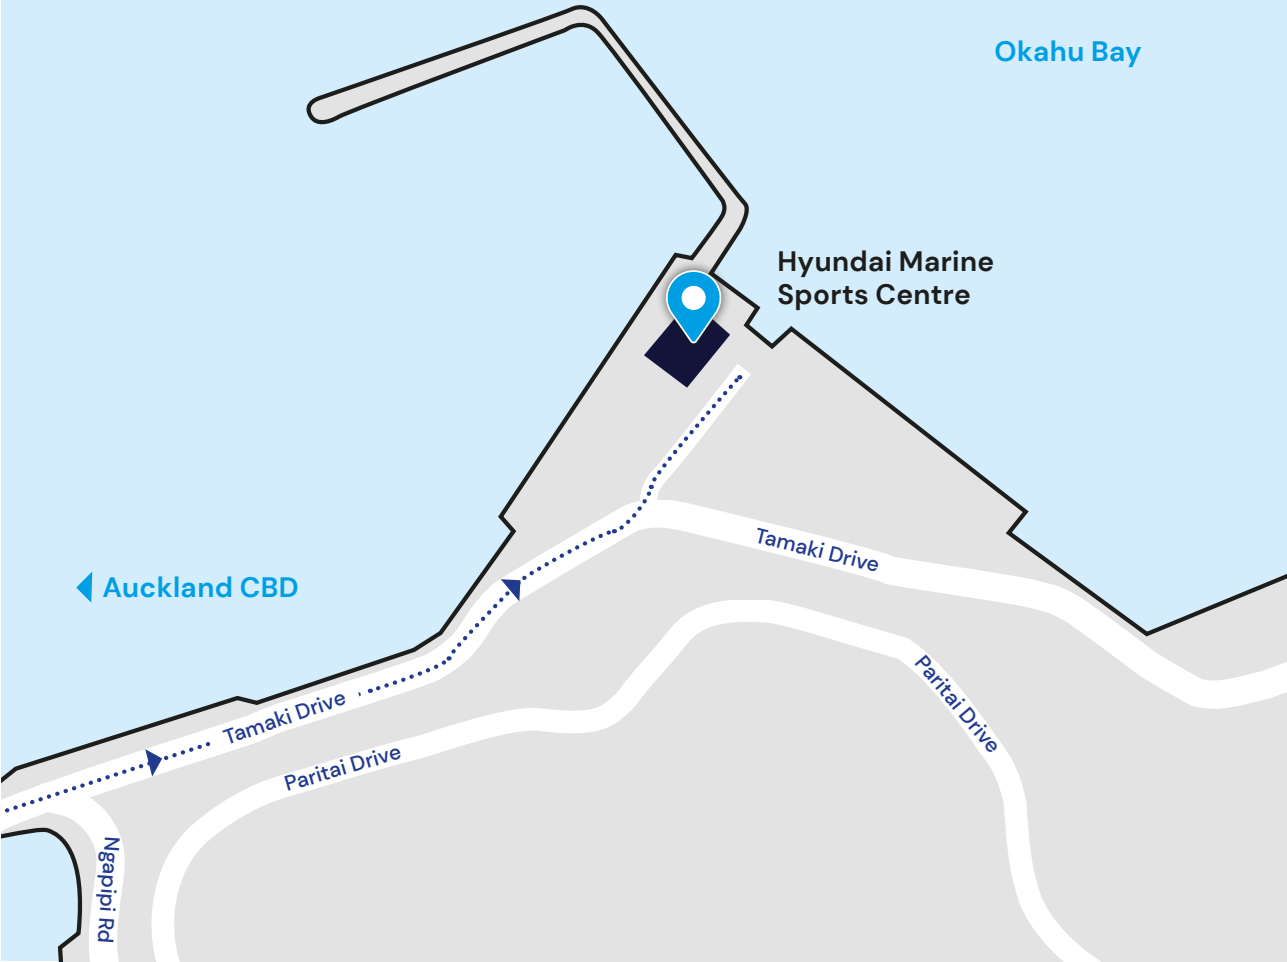 Okahu Bay
Hyundai Marine
Sports Centre
Tamaki Drive
Auckland CBD
Paritai Drive
Tamaki Drive
Paritai Drive
Ngapipi Rd